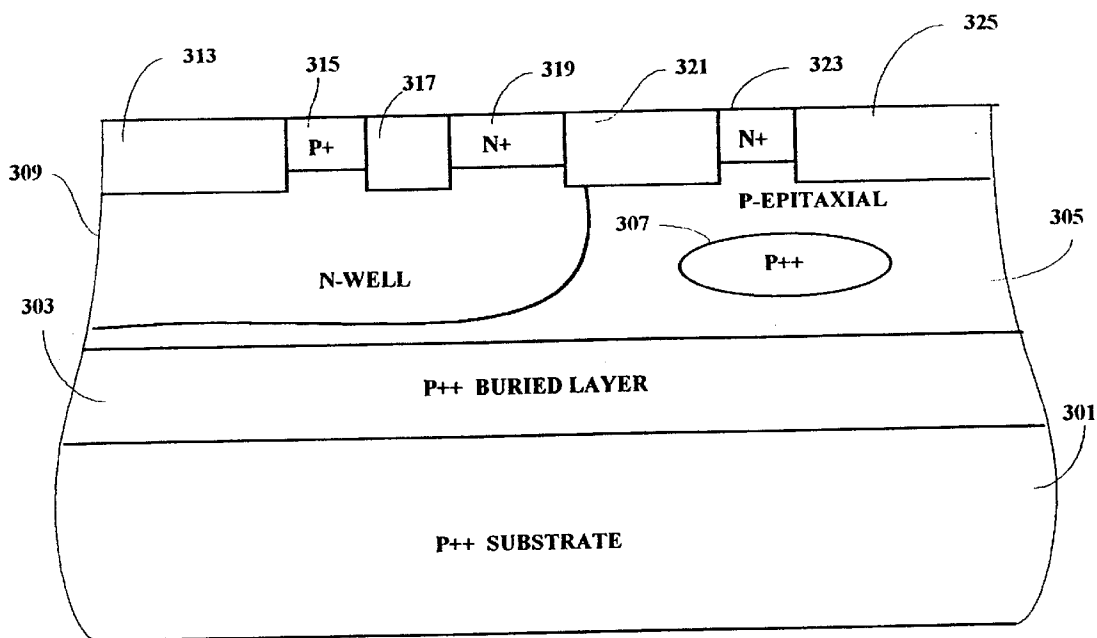 325
313
315
317
319
321
323
P+
N+
N+
309
P-EPITAXIAL
307
305
P++
N-WELL
303
P++ BURIED LAYER
301
P++ SUBSTRATE